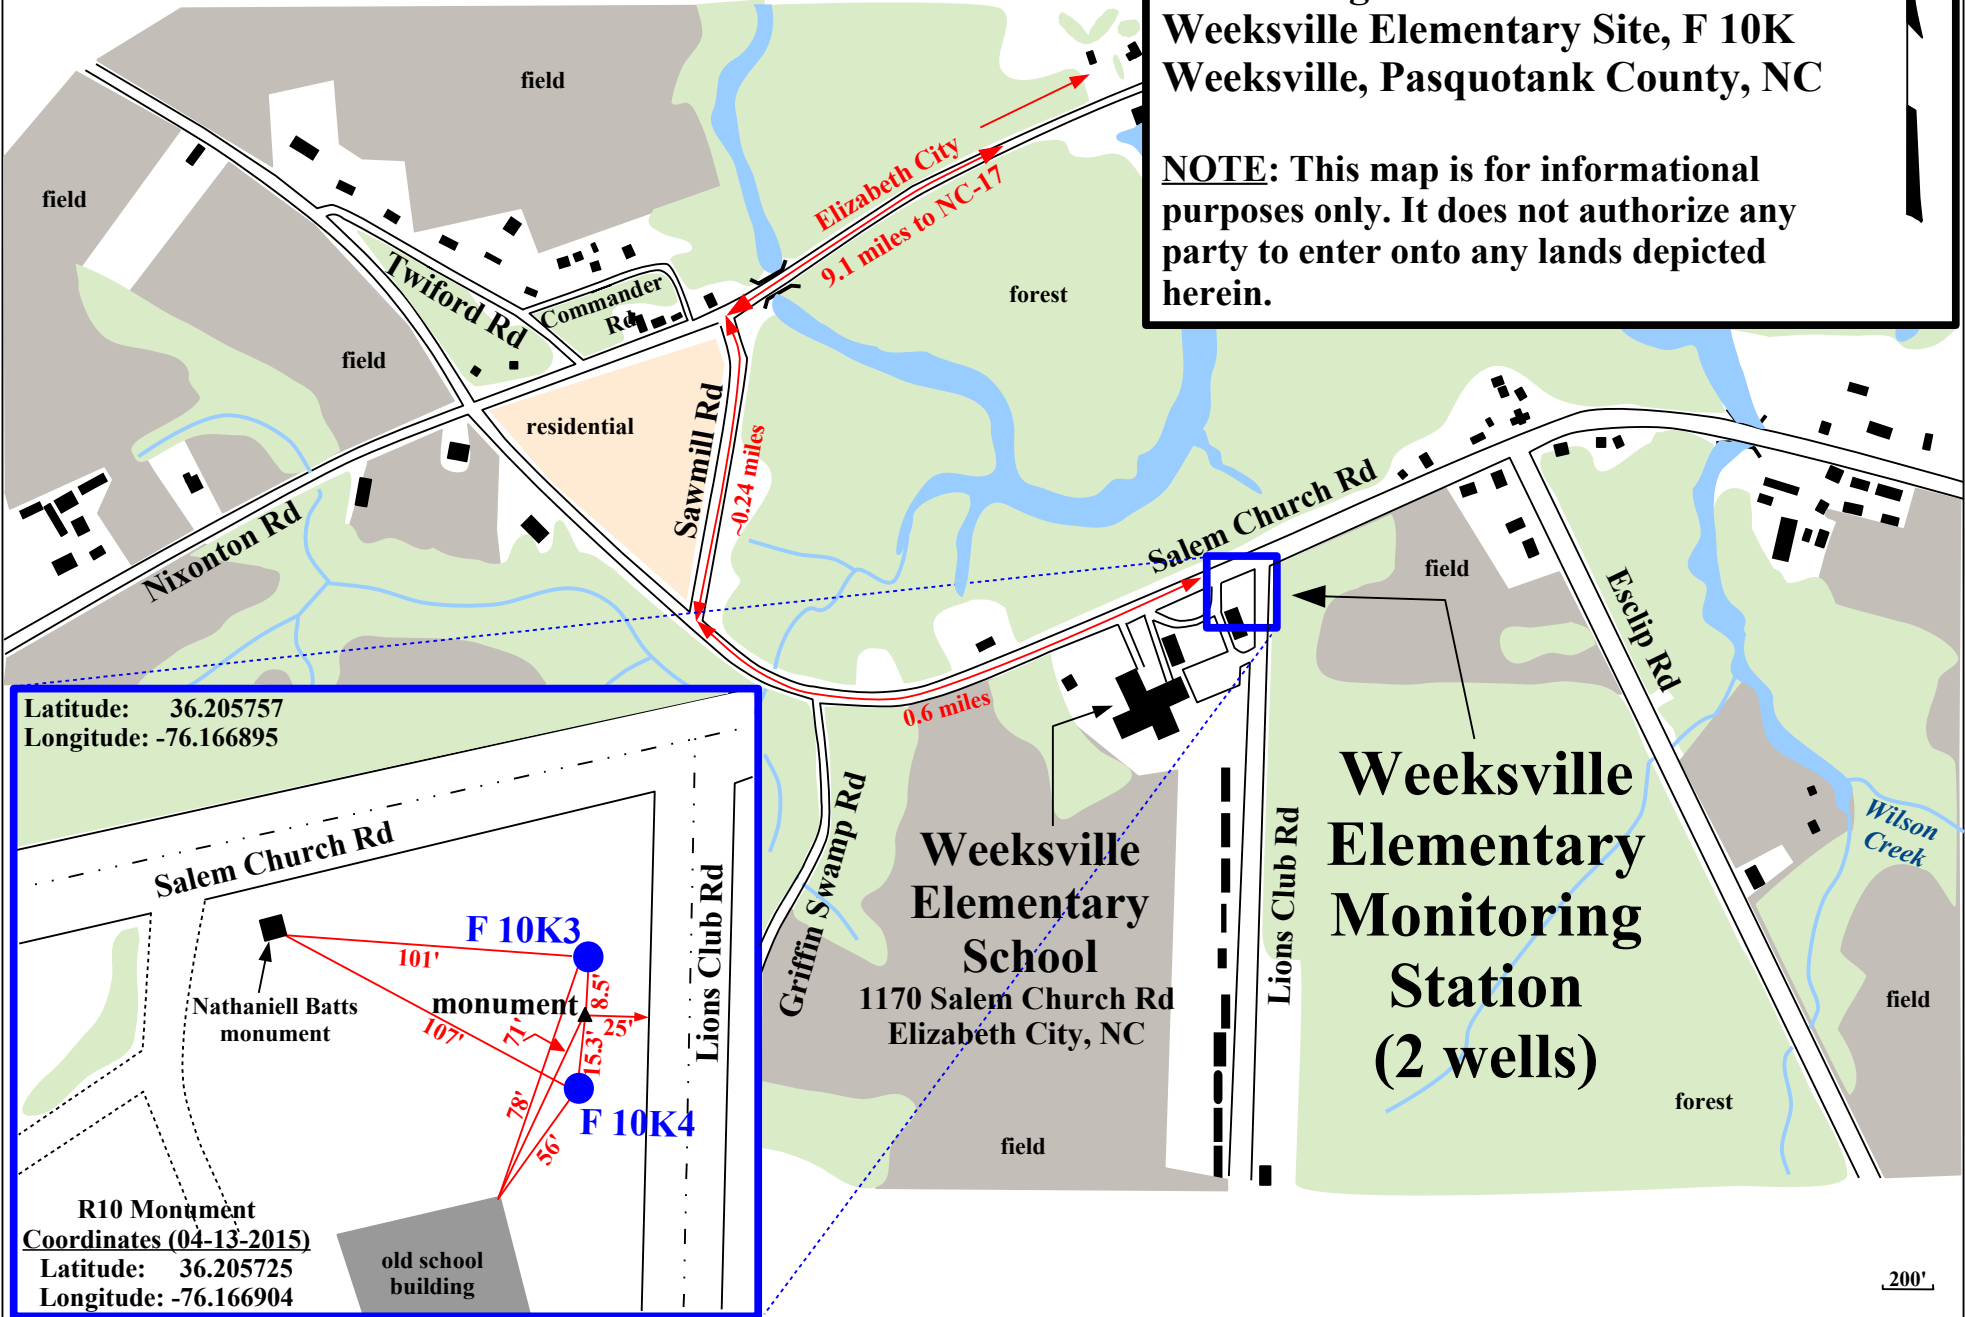 Weeksville Elementary Site, F 10K
Weeksville, Pasquotank County, NC
NOTE: This map is for informational
purposes only. It does not authorize any
party to enter onto any lands depicted
herein.
field
field
Elizabeth City
9.1 miles to NC-17
Twiford Rd
Commander
Rd
forest
field
residential
Sawmill Rd
~0.24 miles
Nixonton Rd
Salem Church Rd
field
Esclip Rd
0.6 miles
Griffin Swamp Rd
Weeksville
Elementary
School
1170 Salem Church Rd
Elizabeth City, NC
Lions Club Rd
Weeksville
Elementary
Monitoring
Station
(2 wells)
Wilson
Creek
field
forest
field
200'
Latitude: 36.205757
Longitude: -76.166895
Salem Church Rd
Lions Club Rd
F 10K3
101'
8.5'
Nathaniell Batts
monument
monument
25'
107'
71'
15.3'
78'
F 10K4
56'
R10 Monument
Coordinates (04-13-2015)
Latitude: 36.205725
Longitude: -76.166904
old school
building